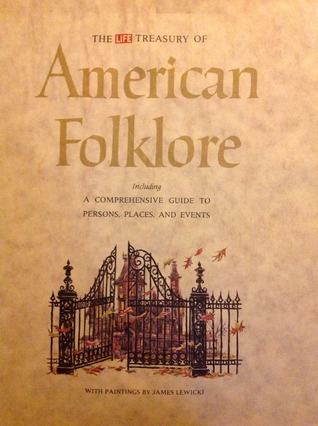 THE LIFE TREASURY OF
American
Folklore
Including
A COMPREHENSIVE GUIDE TO
PERSONS, PLACES, AND EVENTS
WITH PAINTINGS BY JAMES LEWICKI